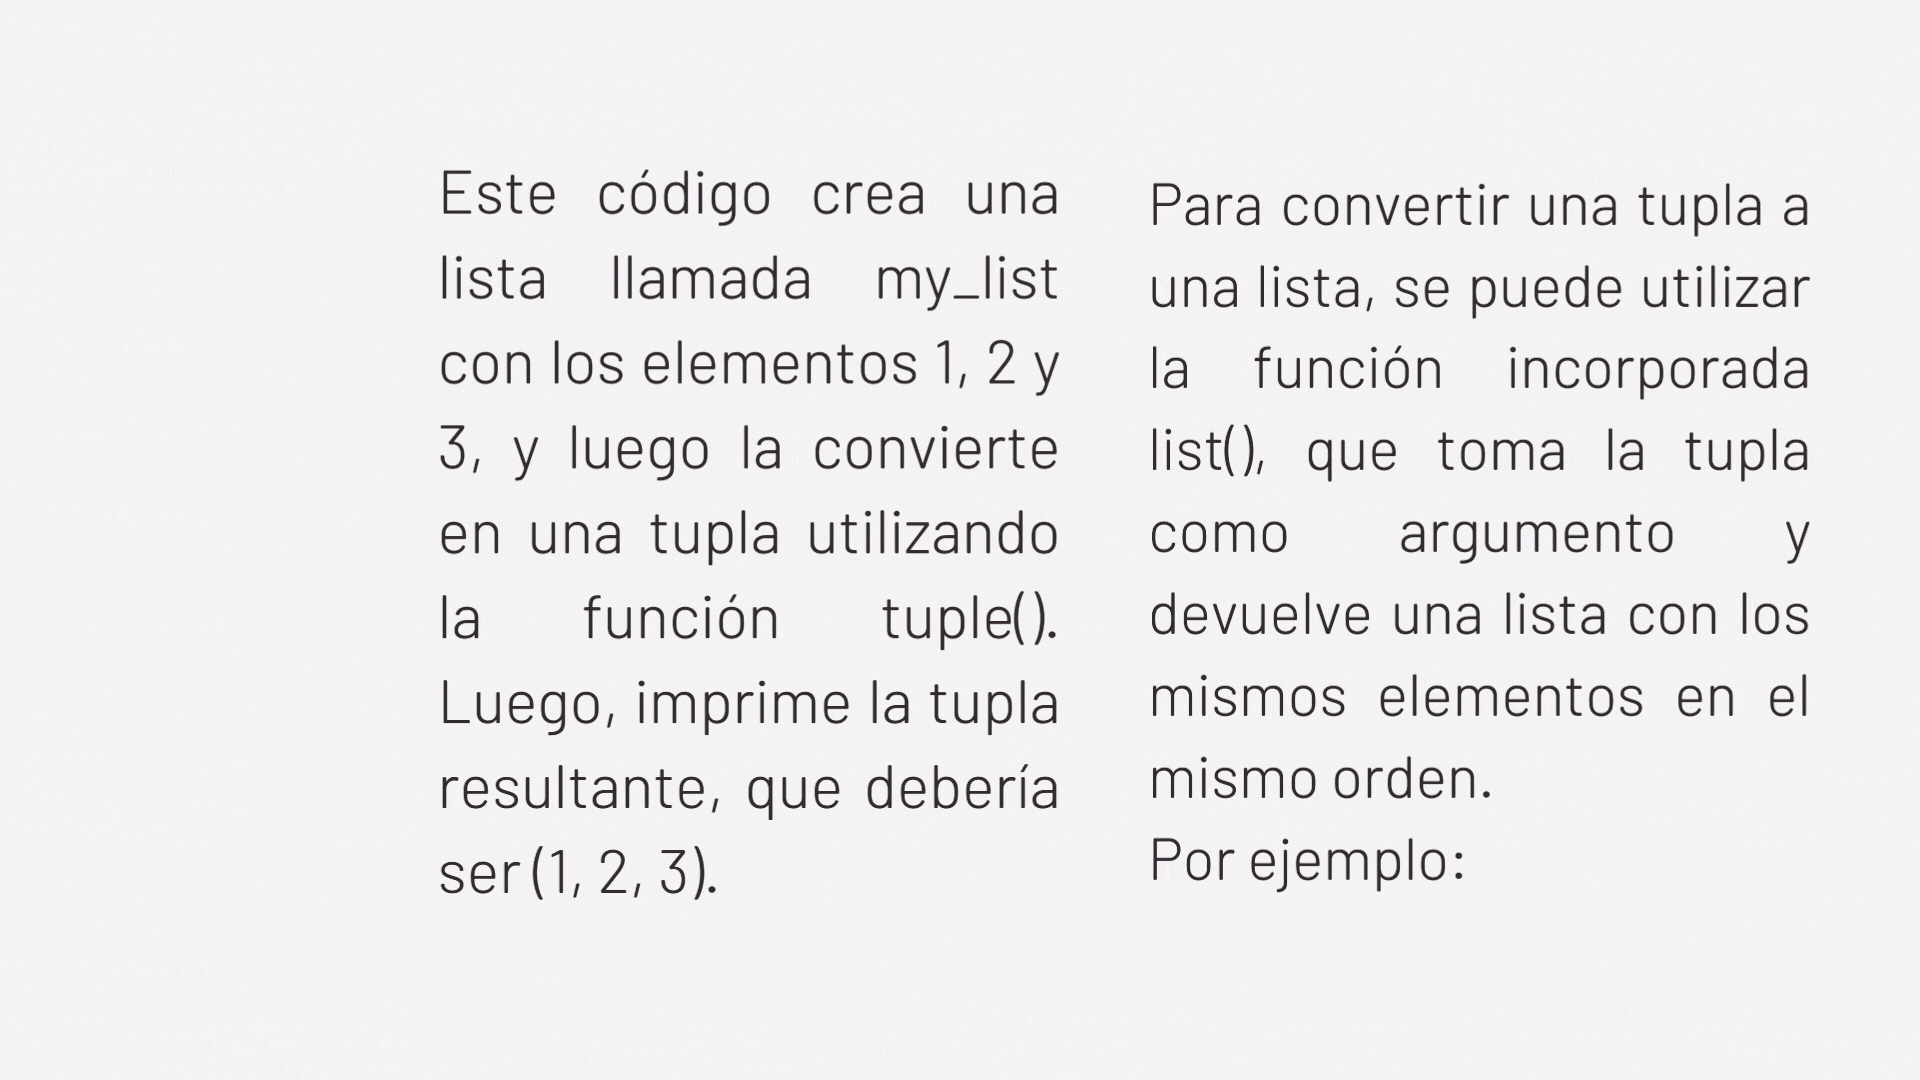 Este código crea una
lista llamada my_list
con los elementos 1, 2 y
3, y luego la convierte
en una tupla utilizando
la función tuple().
Luego, imprime la tupla
resultante, que debería
ser (1, 2, 3).
Para convertir una tupla a
una lista, se puede utilizar
la función incorporada
list(), que toma la tupla
como argumento y
devuelve una lista con los
mismos elementos en el
mismo orden.
Por ejemplo: